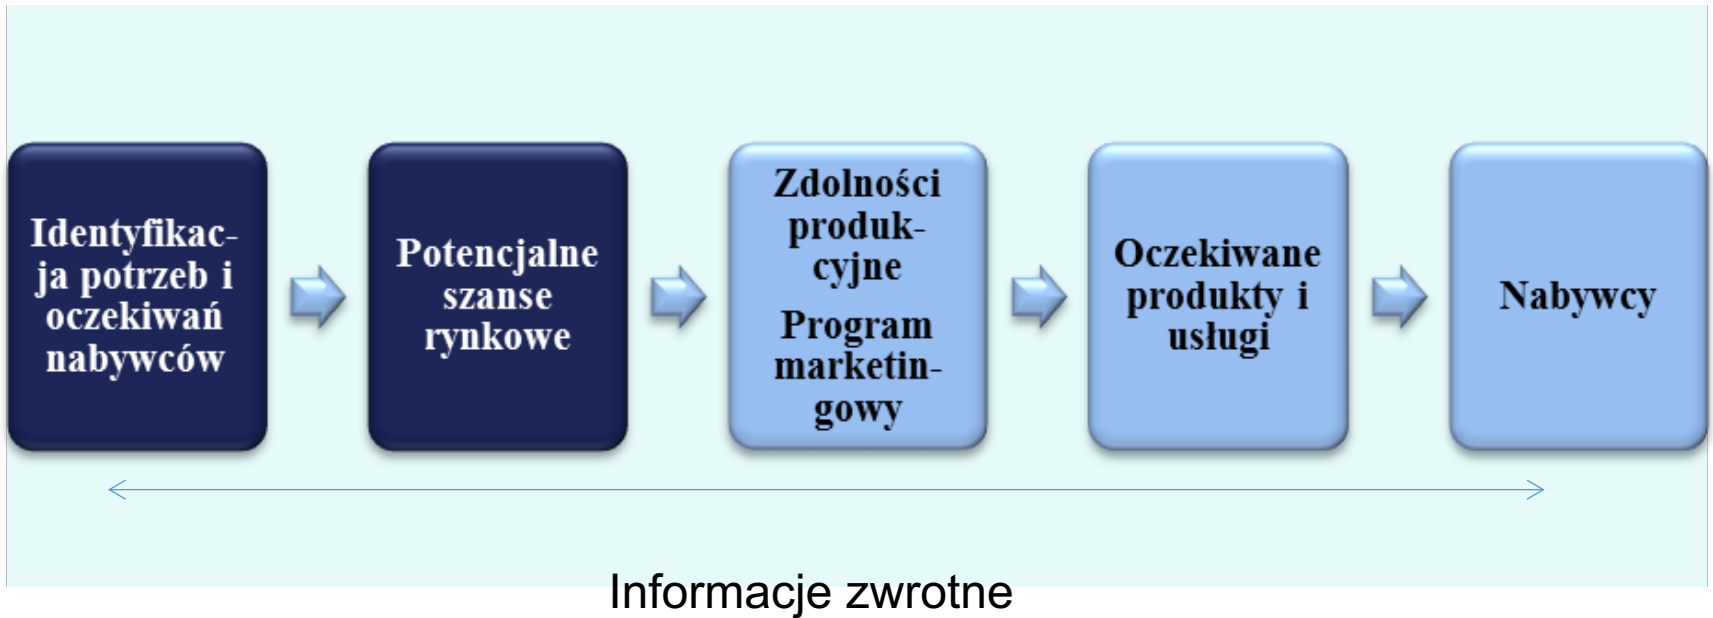 Identyfikac-
ja potrzeb i
oczekiwań
nabywców
Potencjalne
szanse
rynkowe
Zdolności
produk-
cyjne
Program
marketin-
gowy
Oczekiwane
produkty i
usługi
Nabywcy
Informacje zwrotne